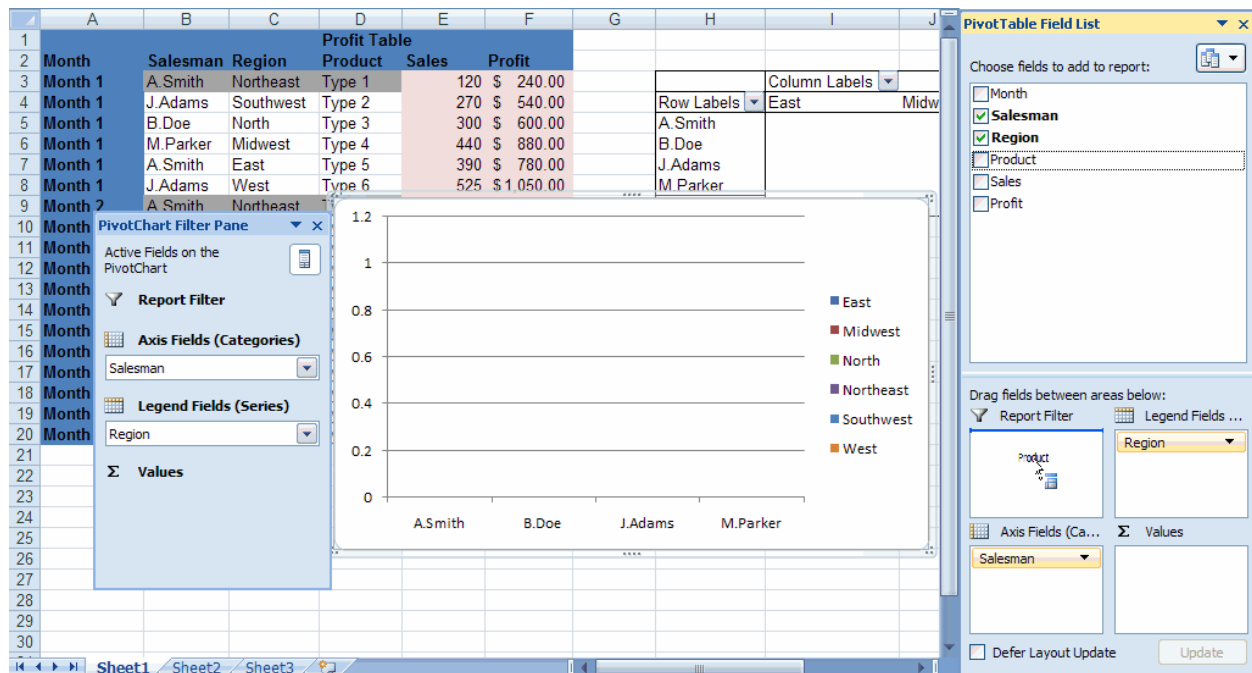 A B C D E F G H I J
1 Profit Table
2 Month Salesman Region Product Sales Profit
3 Month 1 A.Smith Northeast Type 1 120 $ 240.00 Column Labels
4 Month 1 J.Adams Southwest Type 2 270 $ 540.00 Row Labels East Midw
5 Month 1 B.Doe North Type 3 300 $ 600.00 A.Smith
6 Month 1 M.Parker Midwest Type 4 440 $ 880.00 B.Doe
7 Month 1 A.Smith East Type 5 390 $ 780.00 J.Adams
8 Month 1 J.Adams West Type 6 525 $1,050.00 M.Parker
9 Month 2 A.Smith Northeast
10 Month
11 Month
12 Month
13 Month
14 Month
15 Month
16 Month
17 Month
18 Month
19 Month
20 Month
21
22
23
24
25
26
27
28
29
30
PivotChart Filter Pane
Active Fields on the
PivotChart
Report Filter
Axis Fields (Categories)
Salesman
Legend Fields (Series)
Region
Σ Values
1.2
1
0.8
0.6
0.4
0.2
0
A.Smith B.Doe J.Adams M.Parker
East
Midwest
North
Northeast
Southwest
West
Sheet1 Sheet2 Sheet3
PivotTable Field List
Choose fields to add to report:
Month
Salesman
Region
Product
Sales
Profit
Drag fields between areas below:
Report Filter Legend Fields ...
Product Region
Axis Fields (Ca... Σ Values
Salesman
Defer Layout Update Update